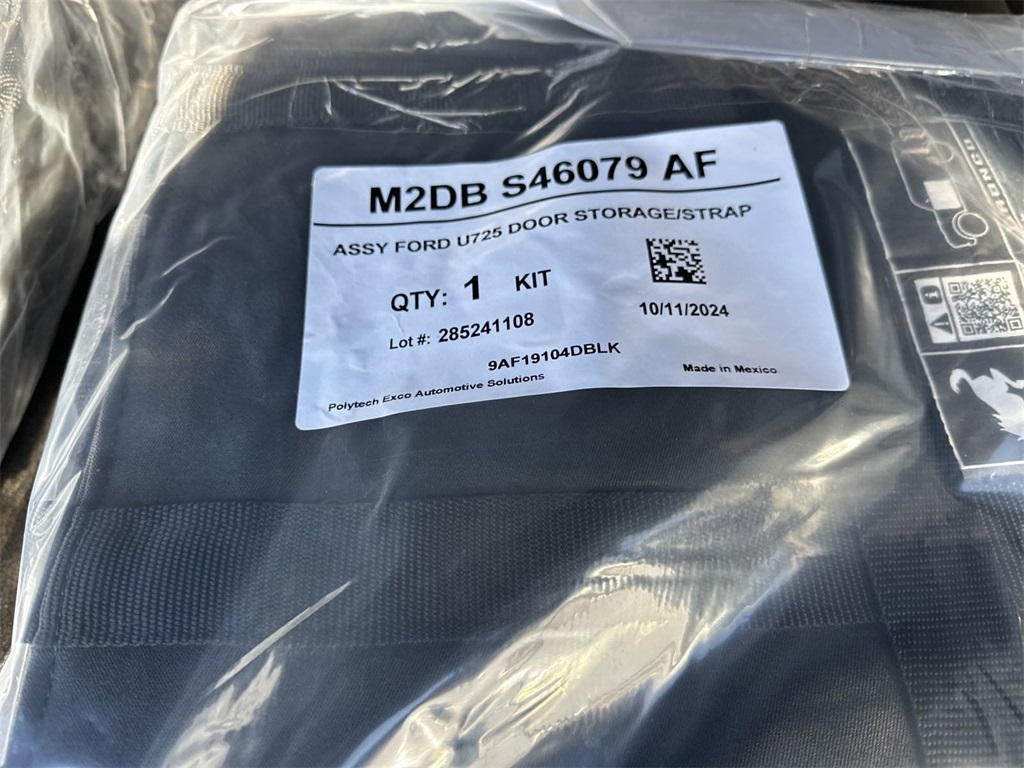 M2DB S46079 AF
ASSY FORD U725 DOOR STORAGE/STRAP
QTY: 1 KIT
10/11/2024
Lot #: 285241108
9AF19104DBLK
Made in Mexico
Polytech Exco Automotive Solutions